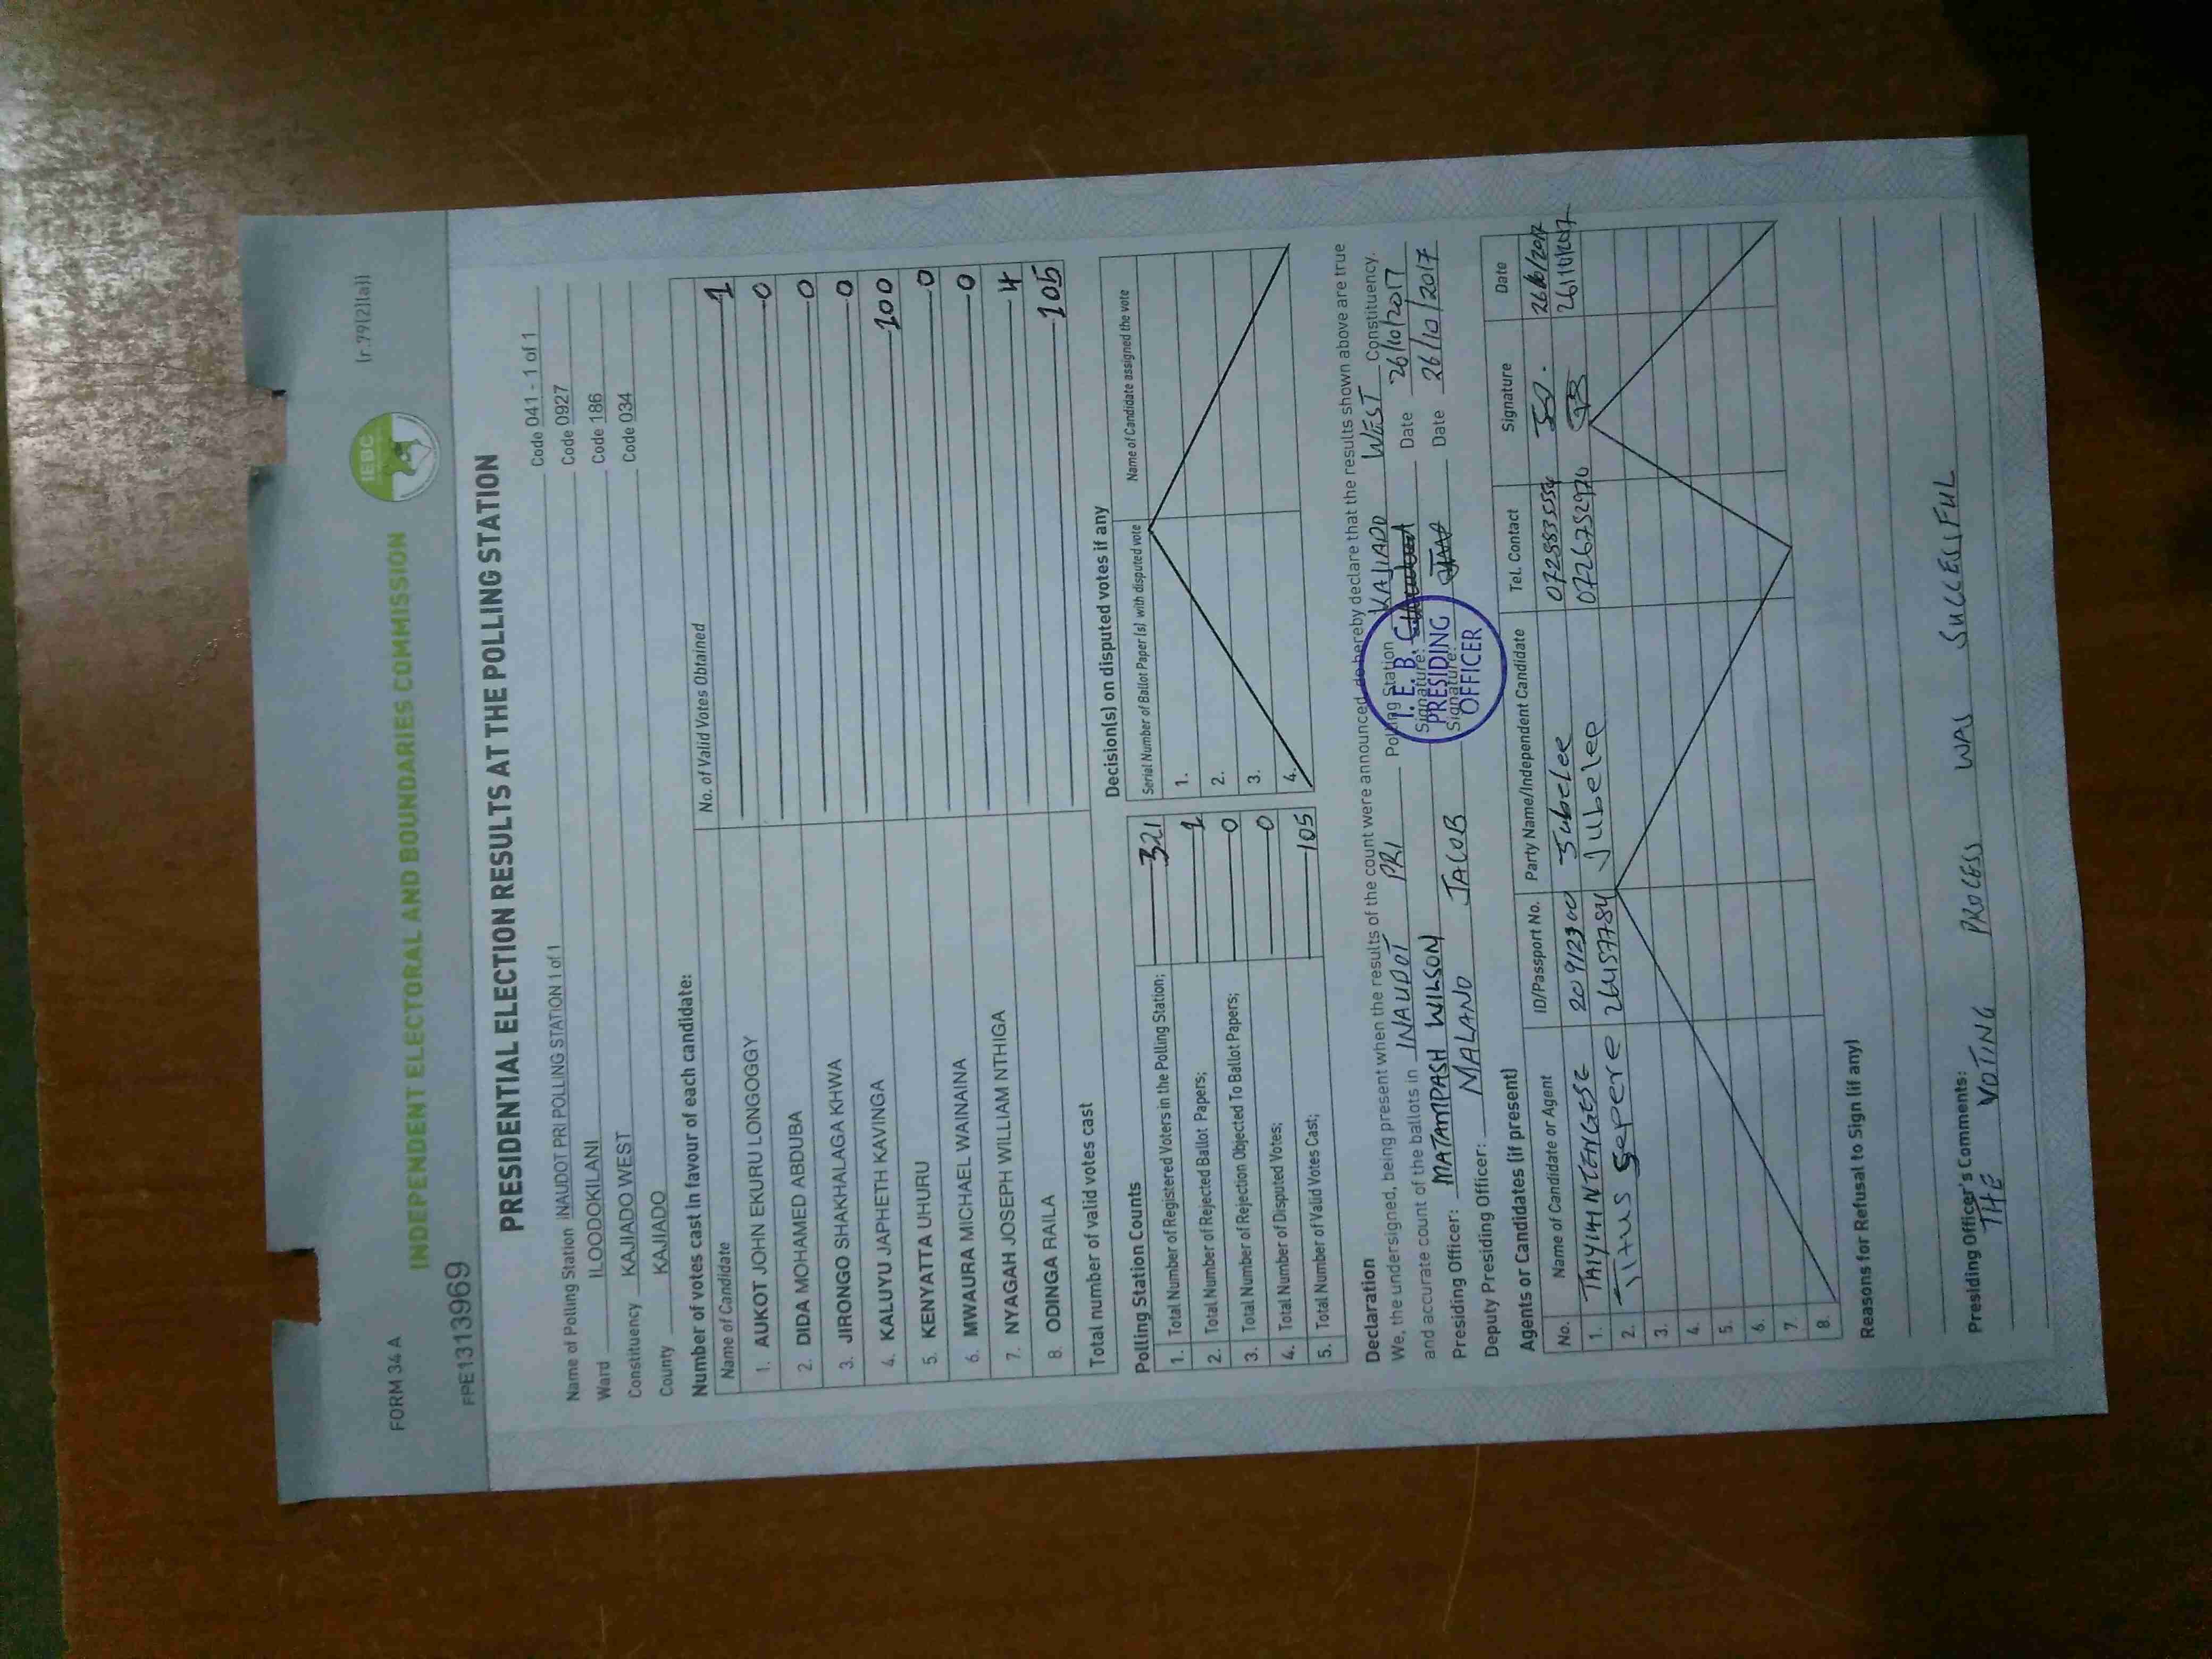 FORM 34 A
(r.79(2)(a))
IEBC
INDEPENDENT ELECTORAL AND BOUNDARIES COMMISSION
FPE1313969
PRESIDENTIAL ELECTION RESULTS AT THE POLLING STATION
Name of Polling Station INAUDOT PRI POLLING STATION 1 of 1 Code 041 - 1 of 1
Ward ILOODOKILANI Code 0927
Constituency KAJIADO WEST Code 186
County KAJIADO Code 034
Number of votes cast in favour of each candidate:
Name of Candidate No. of Valid Votes Obtained
1. AUKOT JOHN EKURU LONGOGGY 1
2. DIDA MOHAMED ABDUBA 0
3. JIRONGO SHAKHALAGA KHWA 0
4. KALUYU JAPHETH KAVINGA 0
5. KENYATTA UHURU 100
6. MWAURA MICHAEL WAINAINA 0
7. NYAGAH JOSEPH WILLIAM NTHIGA 0
8. ODINGA RAILA 4
Total number of valid votes cast 105
Polling Station Counts
1. Total Number of Registered Voters in the Polling Station; 321
2. Total Number of Rejected Ballot Papers; 1
3. Total Number of Rejection Objected To Ballot Papers; 0
4. Total Number of Disputed Votes; 0
5. Total Number of Valid Votes Cast; 105
Decision(s) on disputed votes if any
Serial Number of Ballot Paper (s) with disputed vote Name of Candidate assigned the vote
1.
2.
3.
4.
Declaration
We, the undersigned, being present when the results of the count were announced, do hereby declare that the results shown above are true
and accurate count of the ballots in INAUDOT PRI Polling Station KAJIADO WEST Constituency.
Presiding Officer: MATAMPASH WILSON Signature: Date 26/10/2017
Deputy Presiding Officer: MALANO JACOB Signature: Date 26/10/2017
I. E. B. C
PRESIDING
OFFICER
Agents or Candidates (if present)
No. Name of Candidate or Agent ID/Passport No. Party Name/Independent Candidate Tel. Contact Signature Date
1. Jubelee 26/10/2017
2. Titus Sepere Jubelee 0726752970
3.
4.
5.
6.
7.
8.
Reasons for Refusal to Sign (if any)
Presiding Officer's Comments:
THE VOTING PROCESS WAS SUCCESSFUL